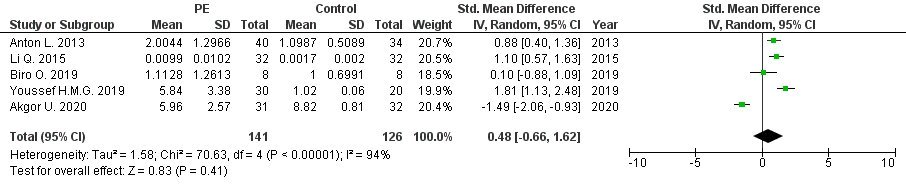 PE Control Std. Mean Difference Std. Mean Difference
Study or Subgroup Mean SD Total Mean SD Total Weight IV, Random, 95% CI Year IV, Random, 95% CI
Anton L. 2013 2.0044 1.2966 40 1.0987 0.5089 34 20.7% 0.88 [0.40, 1.36] 2013
Li Q. 2015 0.0099 0.0102 32 0.0017 0.002 32 20.6% 1.10 [0.57, 1.63] 2015
Biro O. 2019 1.1128 1.2613 8 1 0.6991 8 18.5% 0.10 [-0.88, 1.09] 2019
Youssef H.M.G. 2019 5.84 3.38 30 1.02 0.06 20 19.9% 1.81 [1.13, 2.48] 2019
Akgor U. 2020 5.96 2.57 31 8.82 0.81 32 20.4% -1.49 [-2.06, -0.93] 2020
Total (95% CI) 141 126 100.0% 0.48 [-0.66, 1.62]
Heterogeneity: Tau² = 1.58; Chi² = 70.63, df = 4 (P < 0.00001); I² = 94%
Test for overall effect: Z = 0.83 (P = 0.41)
-10 -5 0 5 10